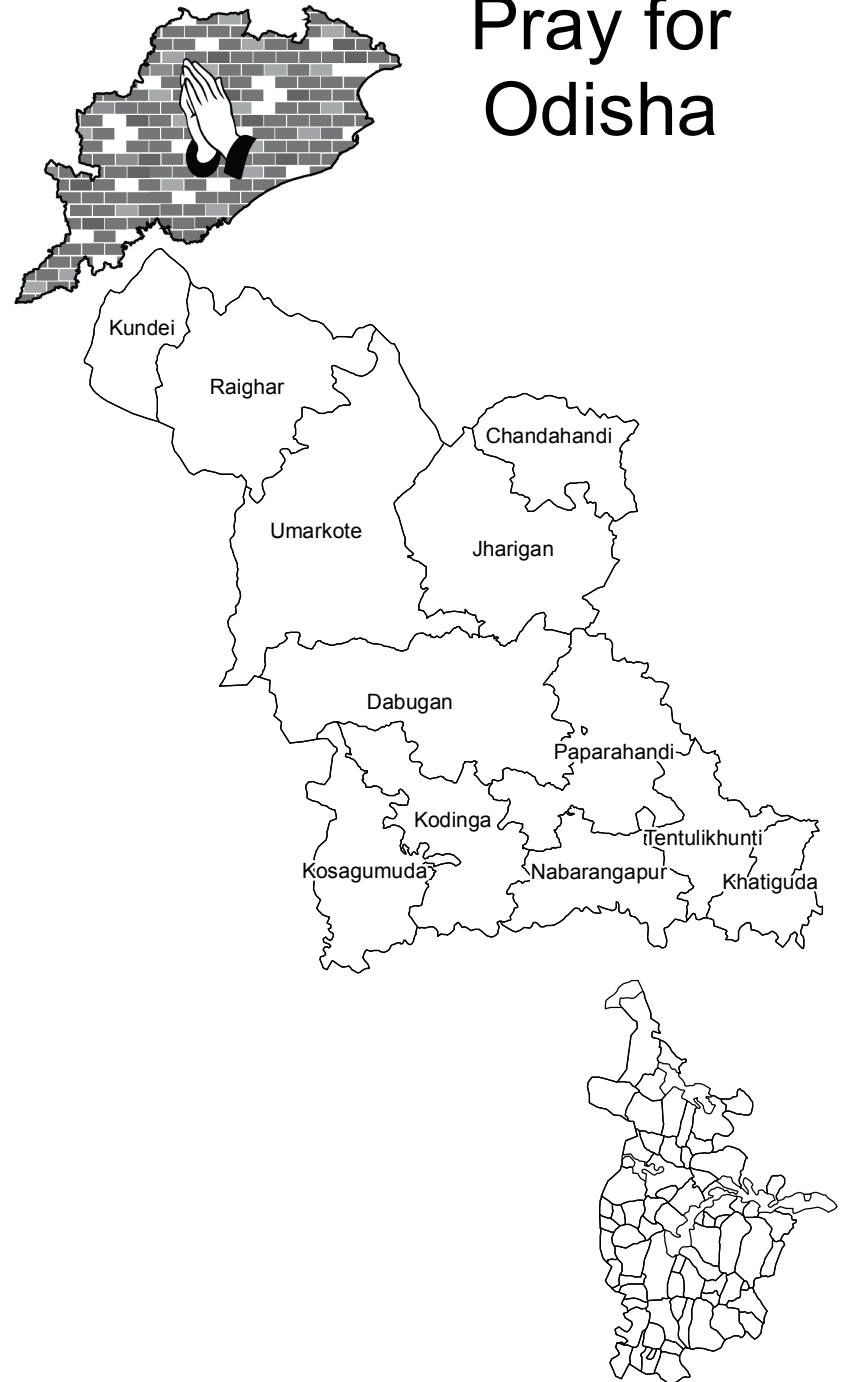 Pray for
Odisha
Kundei
Raighar
Chandahandi
Umarkote
Jharigan
Dabugan
Paparahandi
Kodinga
Tentulikhunti
Kosagumuda
Nabarangapur
Khatiguda